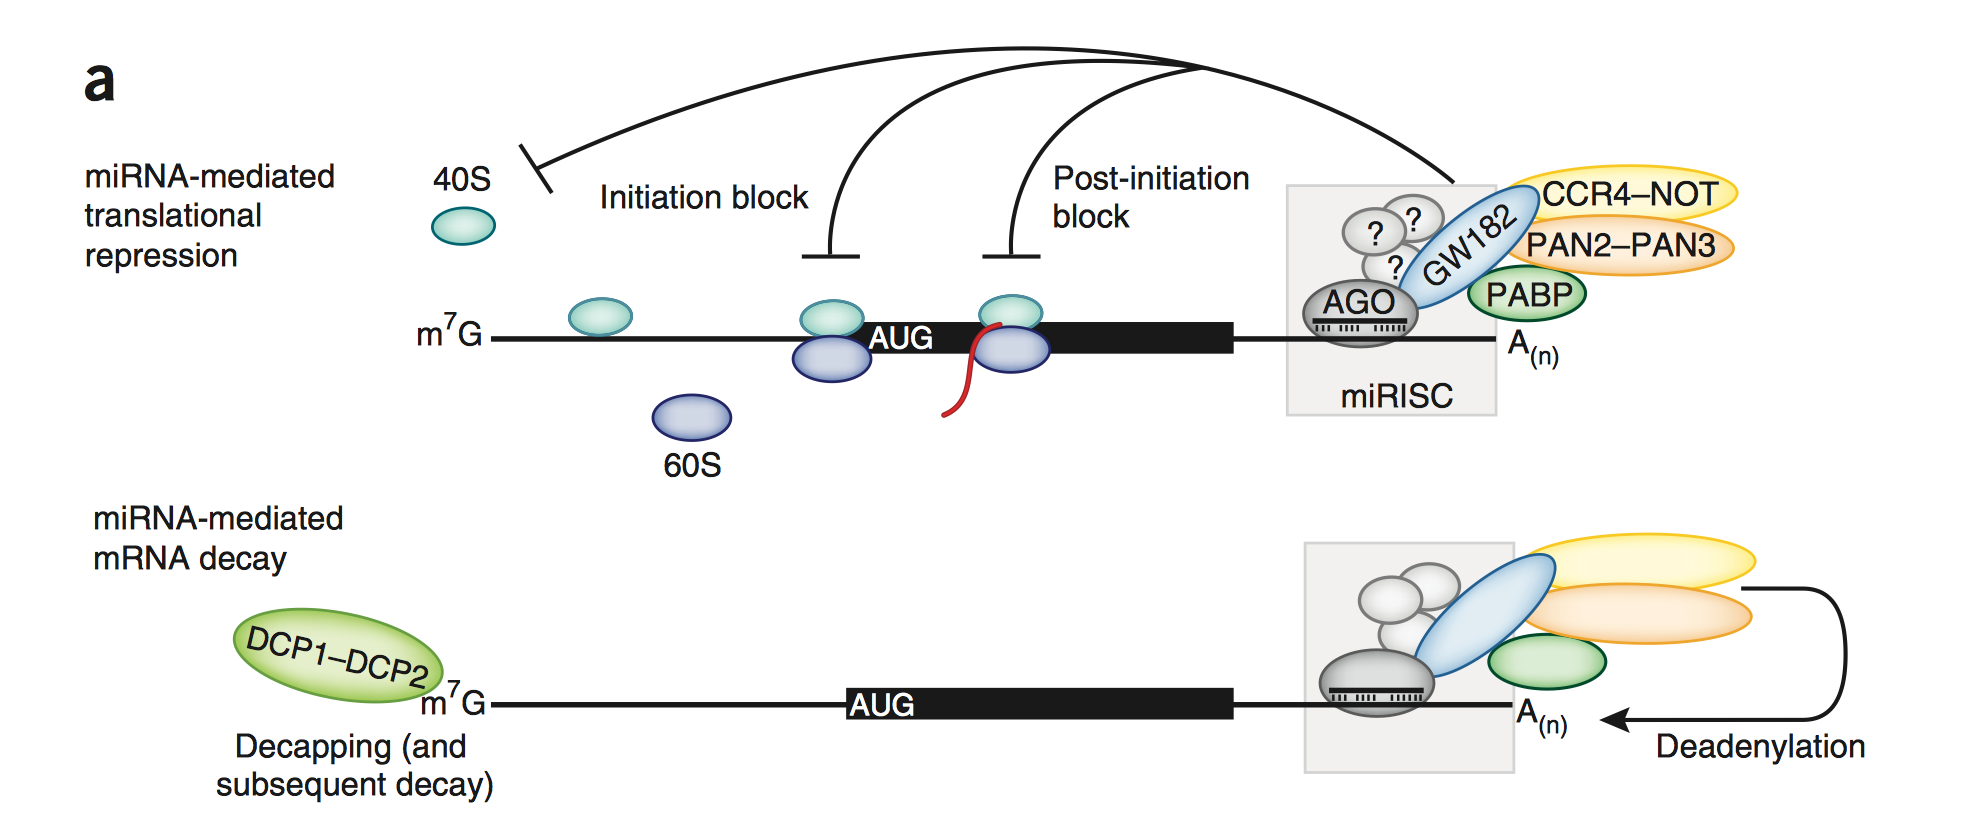 a
miRNA-mediated
translational
repression
40S
Initiation block
Post-initiation
block
CCR4–NOT
PAN2–PAN3
GW182
PABP
?
?
?
AGO
m⁷G
AUG
A(n)
miRISC
60S
miRNA-mediated
mRNA decay
DCP1–DCP2
m⁷G
AUG
A(n)
Decapping (and
subsequent decay)
Deadenylation